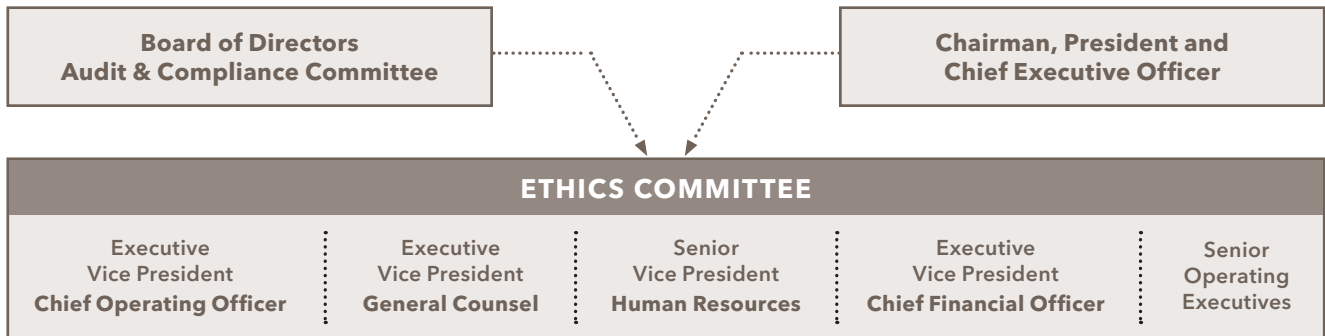 Board of Directors
Audit & Compliance Committee
Chairman, President and
Chief Executive Officer
ETHICS COMMITTEE
Executive
Vice President
Chief Operating Officer
Executive
Vice President
General Counsel
Senior
Vice President
Human Resources
Executive
Vice President
Chief Financial Officer
Senior
Operating
Executives